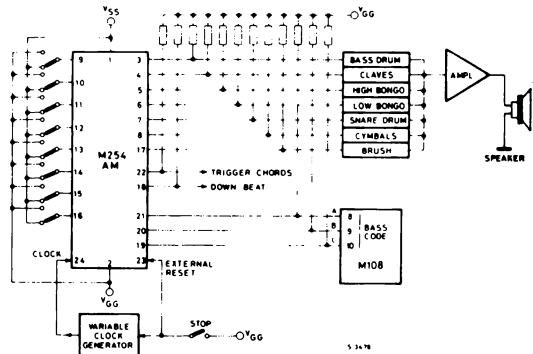 VSS
VGG
9 1 3 BASS DRUM
10 4 CLAVES
AMPL
11 5 HIGH BONGO
6 LOW BONGO
12 7 SNARE DRUM
13 8 CYMBALS
M254
AM
17 BRUSH
SPEAKER
14 22 TRIGGER CHORDS
18 DOWN BEAT
15
16 21 A 8
20 B 9 BASS
CODE
19 C 10
CLOCK 24 2 23 EXTERNAL
RESET
M108
VGG
VARIABLE
CLOCK
GENERATOR
STOP
VGG
S 3478